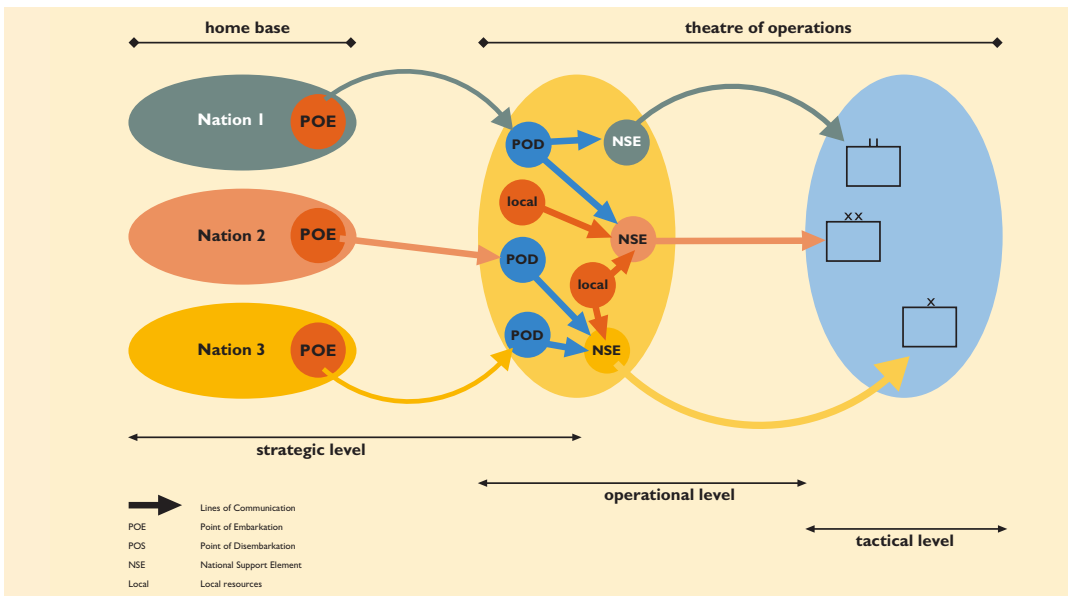 home base
theatre of operations
Nation 1
POE
POD
NSE
II
local
XX
Nation 2
POE
NSE
POD
local
X
Nation 3
POE
POD
NSE
strategic level
operational level
tactical level
Lines of Communication
POE Point of Embarkation
POS Point of Disembarkation
NSE National Support Element
Local Local resources